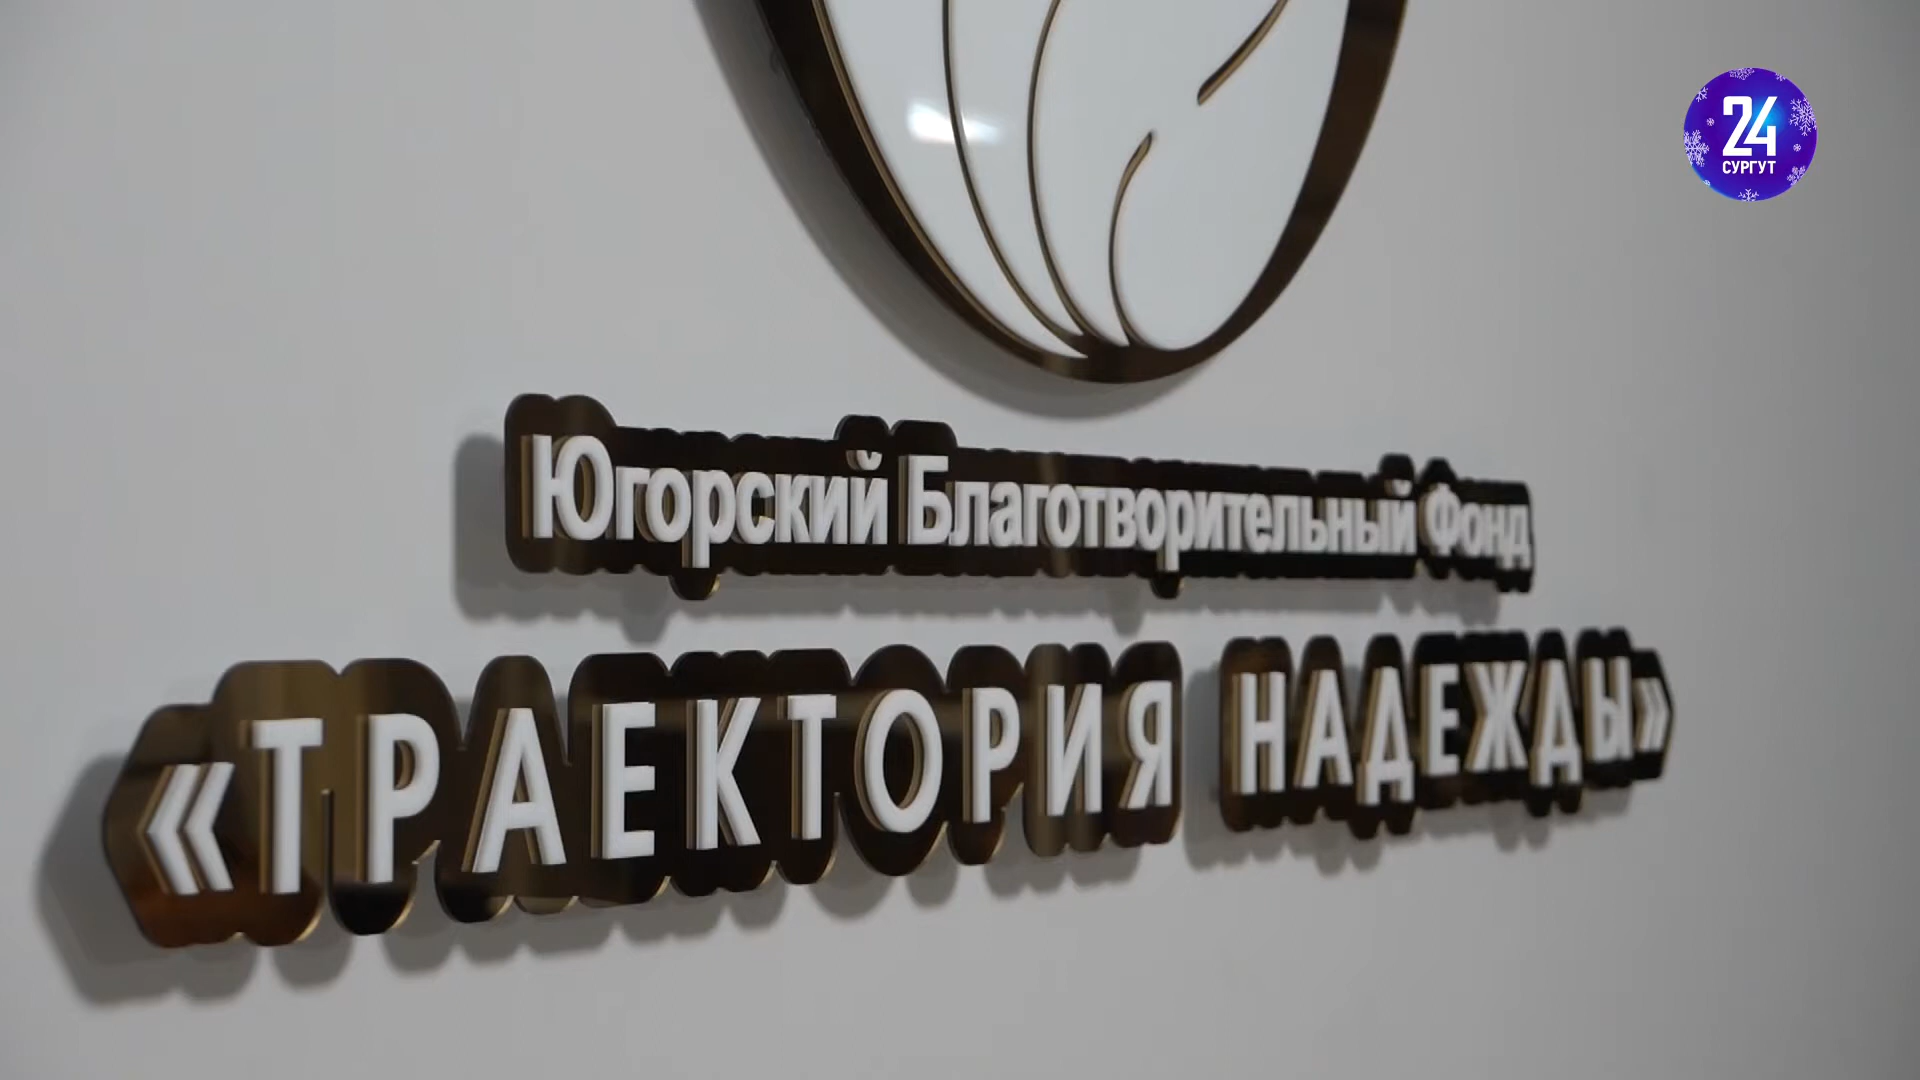 24
СУРГУТ
Югорский Благотворительный Фонд
«ТРАЕКТОРИЯ НАДЕЖДЫ»